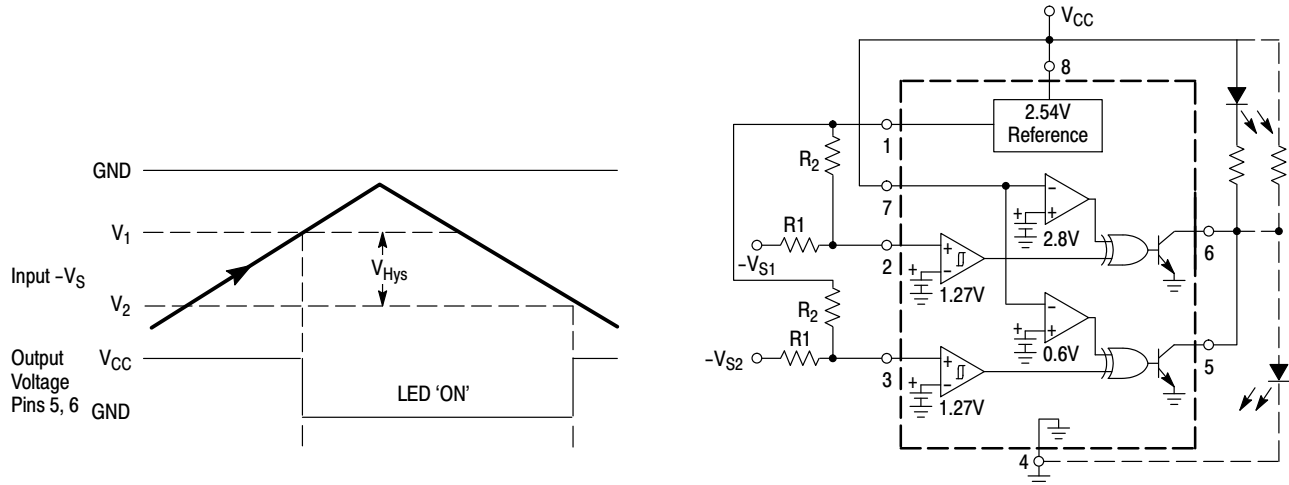 GND
V1
Input –VS
VHys
V2
Output Voltage Pins 5, 6
VCC
GND
LED ‘ON’
VCC
8
2.54V
Reference
1
R2
7
2.8V
R1
–VS1
2
6
1.27V
R2
0.6V
R1
–VS2
3
5
1.27V
4
+
–
+
–
+
+
–
+
–
+
+
–
+
–
+